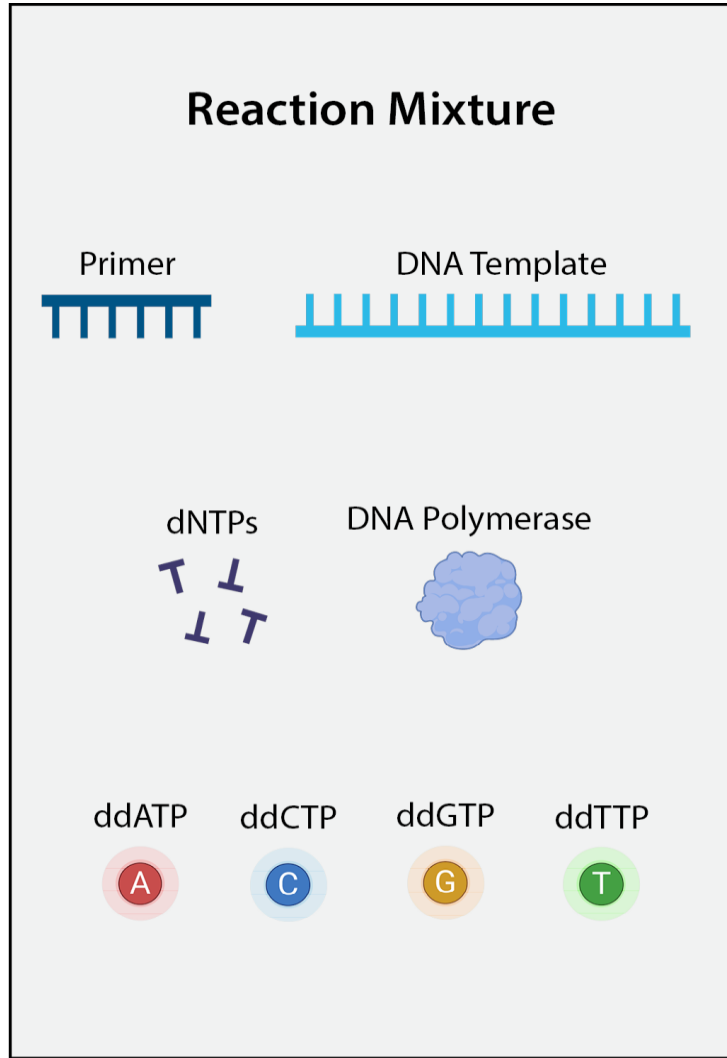 Reaction Mixture
Primer
DNA Template
dNTPs
DNA Polymerase
ddATP
ddCTP
ddGTP
ddTTP
A
C
G
T